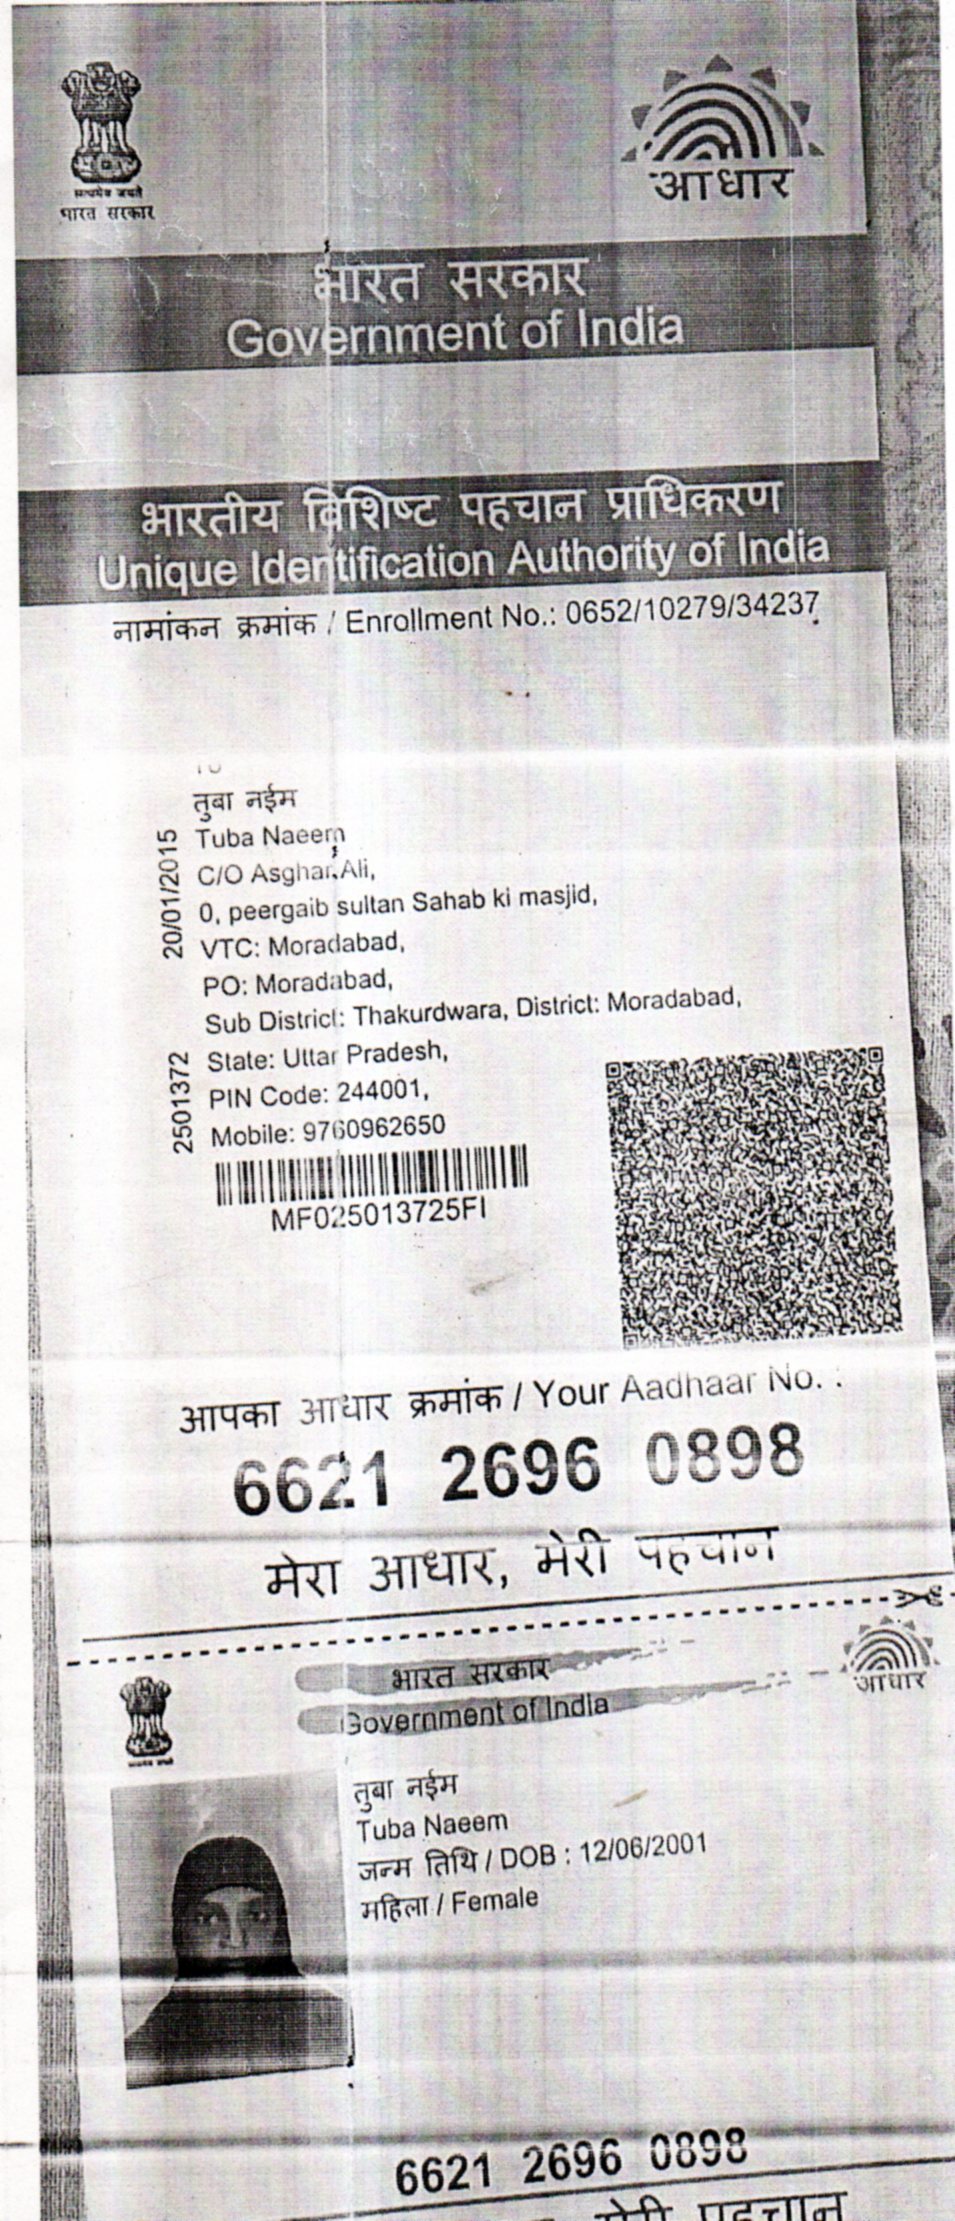 सत्यमेव जयते
भारत सरकार
आधार
भारत सरकार
Government of India
भारतीय विशिष्ट पहचान प्राधिकरण
Unique Identification Authority of India
नामांकन क्रमांक / Enrollment No.: 0652/10279/34237
To
तुबा नईम
Tuba Naeem
C/O Asghar Ali,
0, peergaib sultan Sahab ki masjid,
VTC: Moradabad,
PO: Moradabad,
Sub District: Thakurdwara, District: Moradabad,
State: Uttar Pradesh,
PIN Code: 244001,
Mobile: 9760962650
20/01/2015
2501372
MF025013725FI
आपका आधार क्रमांक / Your Aadhaar No. :
6621 2696 0898
मेरा आधार, मेरी पहचान
भारत सरकार
Government of India
आधार
तुबा नईम
Tuba Naeem
जन्म तिथि / DOB : 12/06/2001
महिला / Female
6621 2696 0898
मेरी पहचान